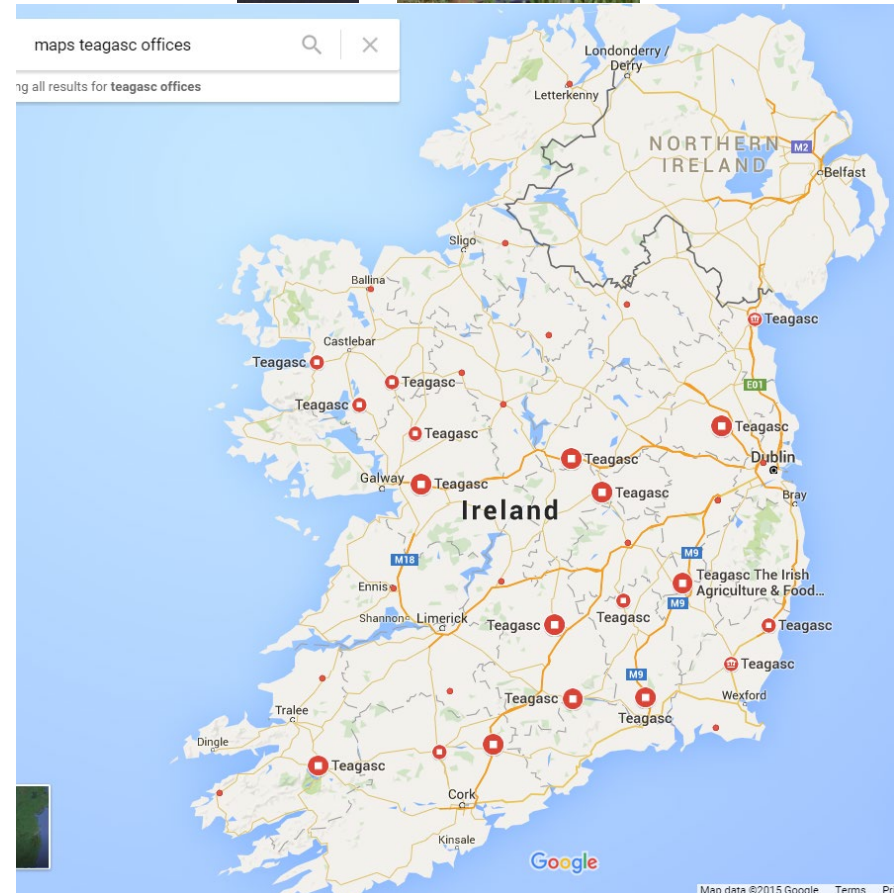 maps teagasc offices
ng all results for teagasc offices
Londonderry /
Derry
Letterkenny
NORTHERN
IRELAND
M2
Belfast
Sligo
Ballina
Teagasc
Castlebar
Teagasc
Teagasc
E01
Teagasc
Teagasc
Teagasc
Teagasc
Dublin
Galway
Teagasc
Teagasc
Bray
Ireland
M18
M9
Teagasc The Irish
Agriculture & Food...
Ennis
M9
Shannon
Limerick
Teagasc
Teagasc
Teagasc
Teagasc
M9
Teagasc
Wexford
Tralee
Teagasc
Dingle
Teagasc
Cork
Kinsale
Google
Map data ©2015 Google
Terms
Pr